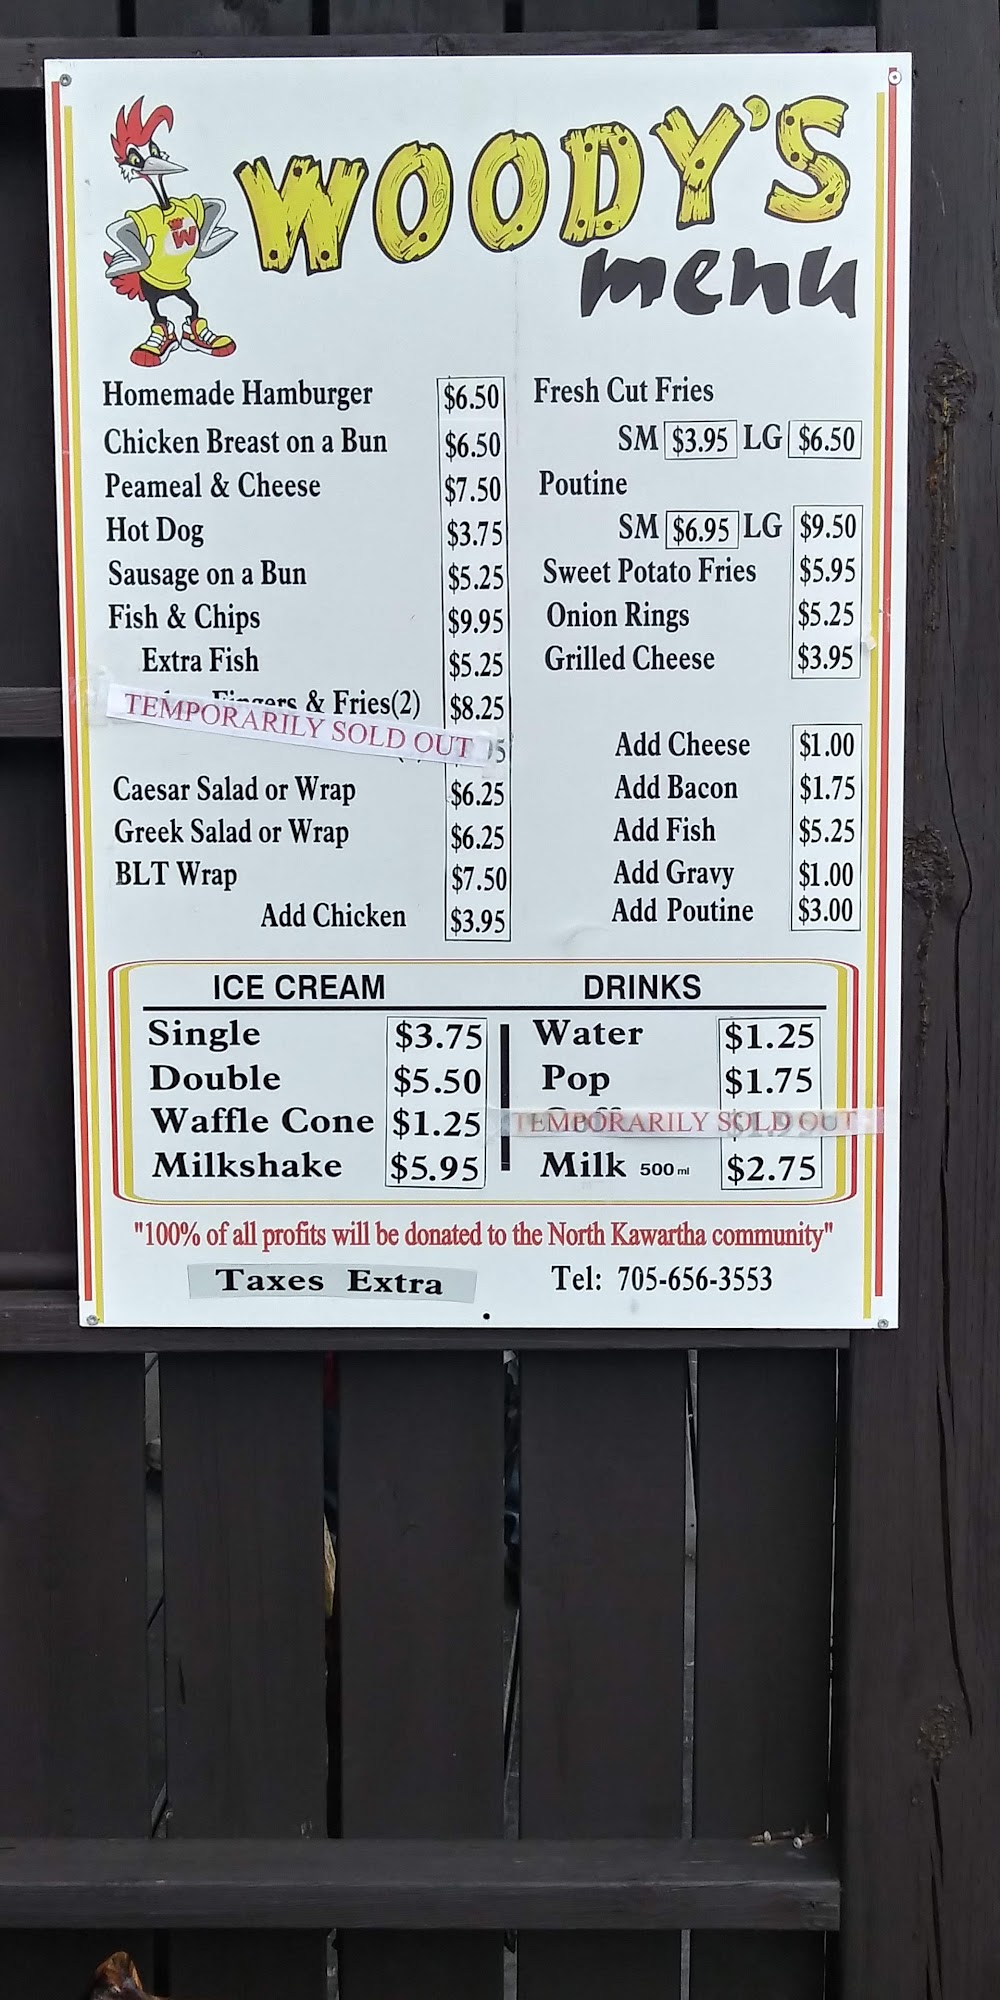 WOODY'S
menu
W
Homemade Hamburger $6.50
Chicken Breast on a Bun $6.50
Peameal & Cheese $7.50
Hot Dog $3.75
Sausage on a Bun $5.25
Fish & Chips $9.95
Extra Fish $5.25
Fingers & Fries(2) $8.25
TEMPORARILY SOLD OUT
Caesar Salad or Wrap $6.25
Greek Salad or Wrap $6.25
BLT Wrap $7.50
Add Chicken $3.95
Fresh Cut Fries
SM $3.95 LG $6.50
Poutine
SM $6.95 LG $9.50
Sweet Potato Fries $5.95
Onion Rings $5.25
Grilled Cheese $3.95
Add Cheese $1.00
Add Bacon $1.75
Add Fish $5.25
Add Gravy $1.00
Add Poutine $3.00
ICE CREAM
Single $3.75
Double $5.50
Waffle Cone $1.25
Milkshake $5.95
DRINKS
Water $1.25
Pop $1.75
TEMPORARILY SOLD OUT
Milk 500 ml $2.75
"100% of all profits will be donated to the North Kawartha community"
Taxes Extra
Tel: 705-656-3553